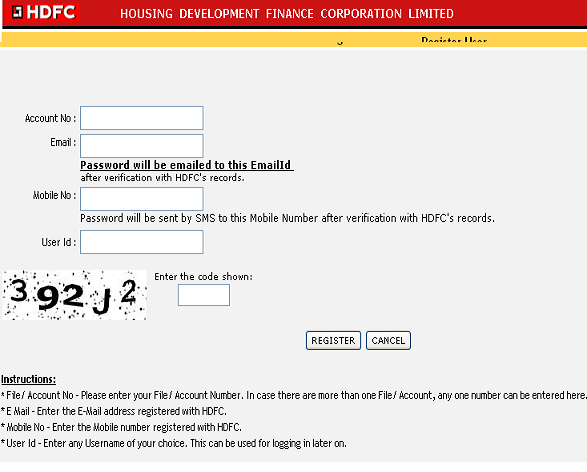 HDFC HOUSING DEVELOPMENT FINANCE CORPORATION LIMITED
Register User
Account No :
Email :
Password will be emailed to this EmailId
after verification with HDFC's records.
Mobile No :
Password will be sent by SMS to this Mobile Number after verification with HDFC's records.
User Id :
Enter the code shown:
392J2
REGISTER CANCEL
Instructions:
* File/ Account No - Please enter your File/ Account Number. In case there are more than one File/ Account, any one number can be entered here.
* E Mail - Enter the E-Mail address registered with HDFC.
* Mobile No - Enter the Mobile number registered with HDFC.
* User Id - Enter any Username of your choice. This can be used for logging in later on.